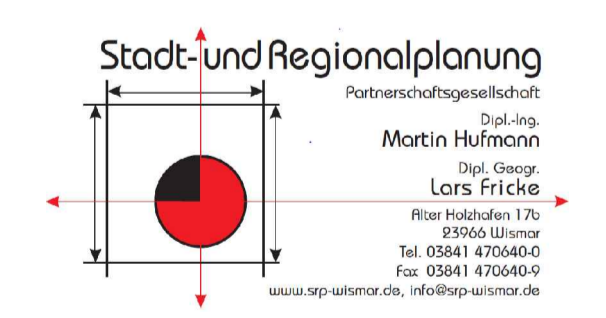 Stadt- und Regionalplanung
Partnerschaftsgesellschaft
Dipl.-Ing.
Martin Hufmann
Dipl. Geogr.
Lars Fricke
Alter Holzhafen 17b
23966 Wismar
Tel. 03841 470640-0
Fax 03841 470640-9
www.srp-wismar.de, info@srp-wismar.de